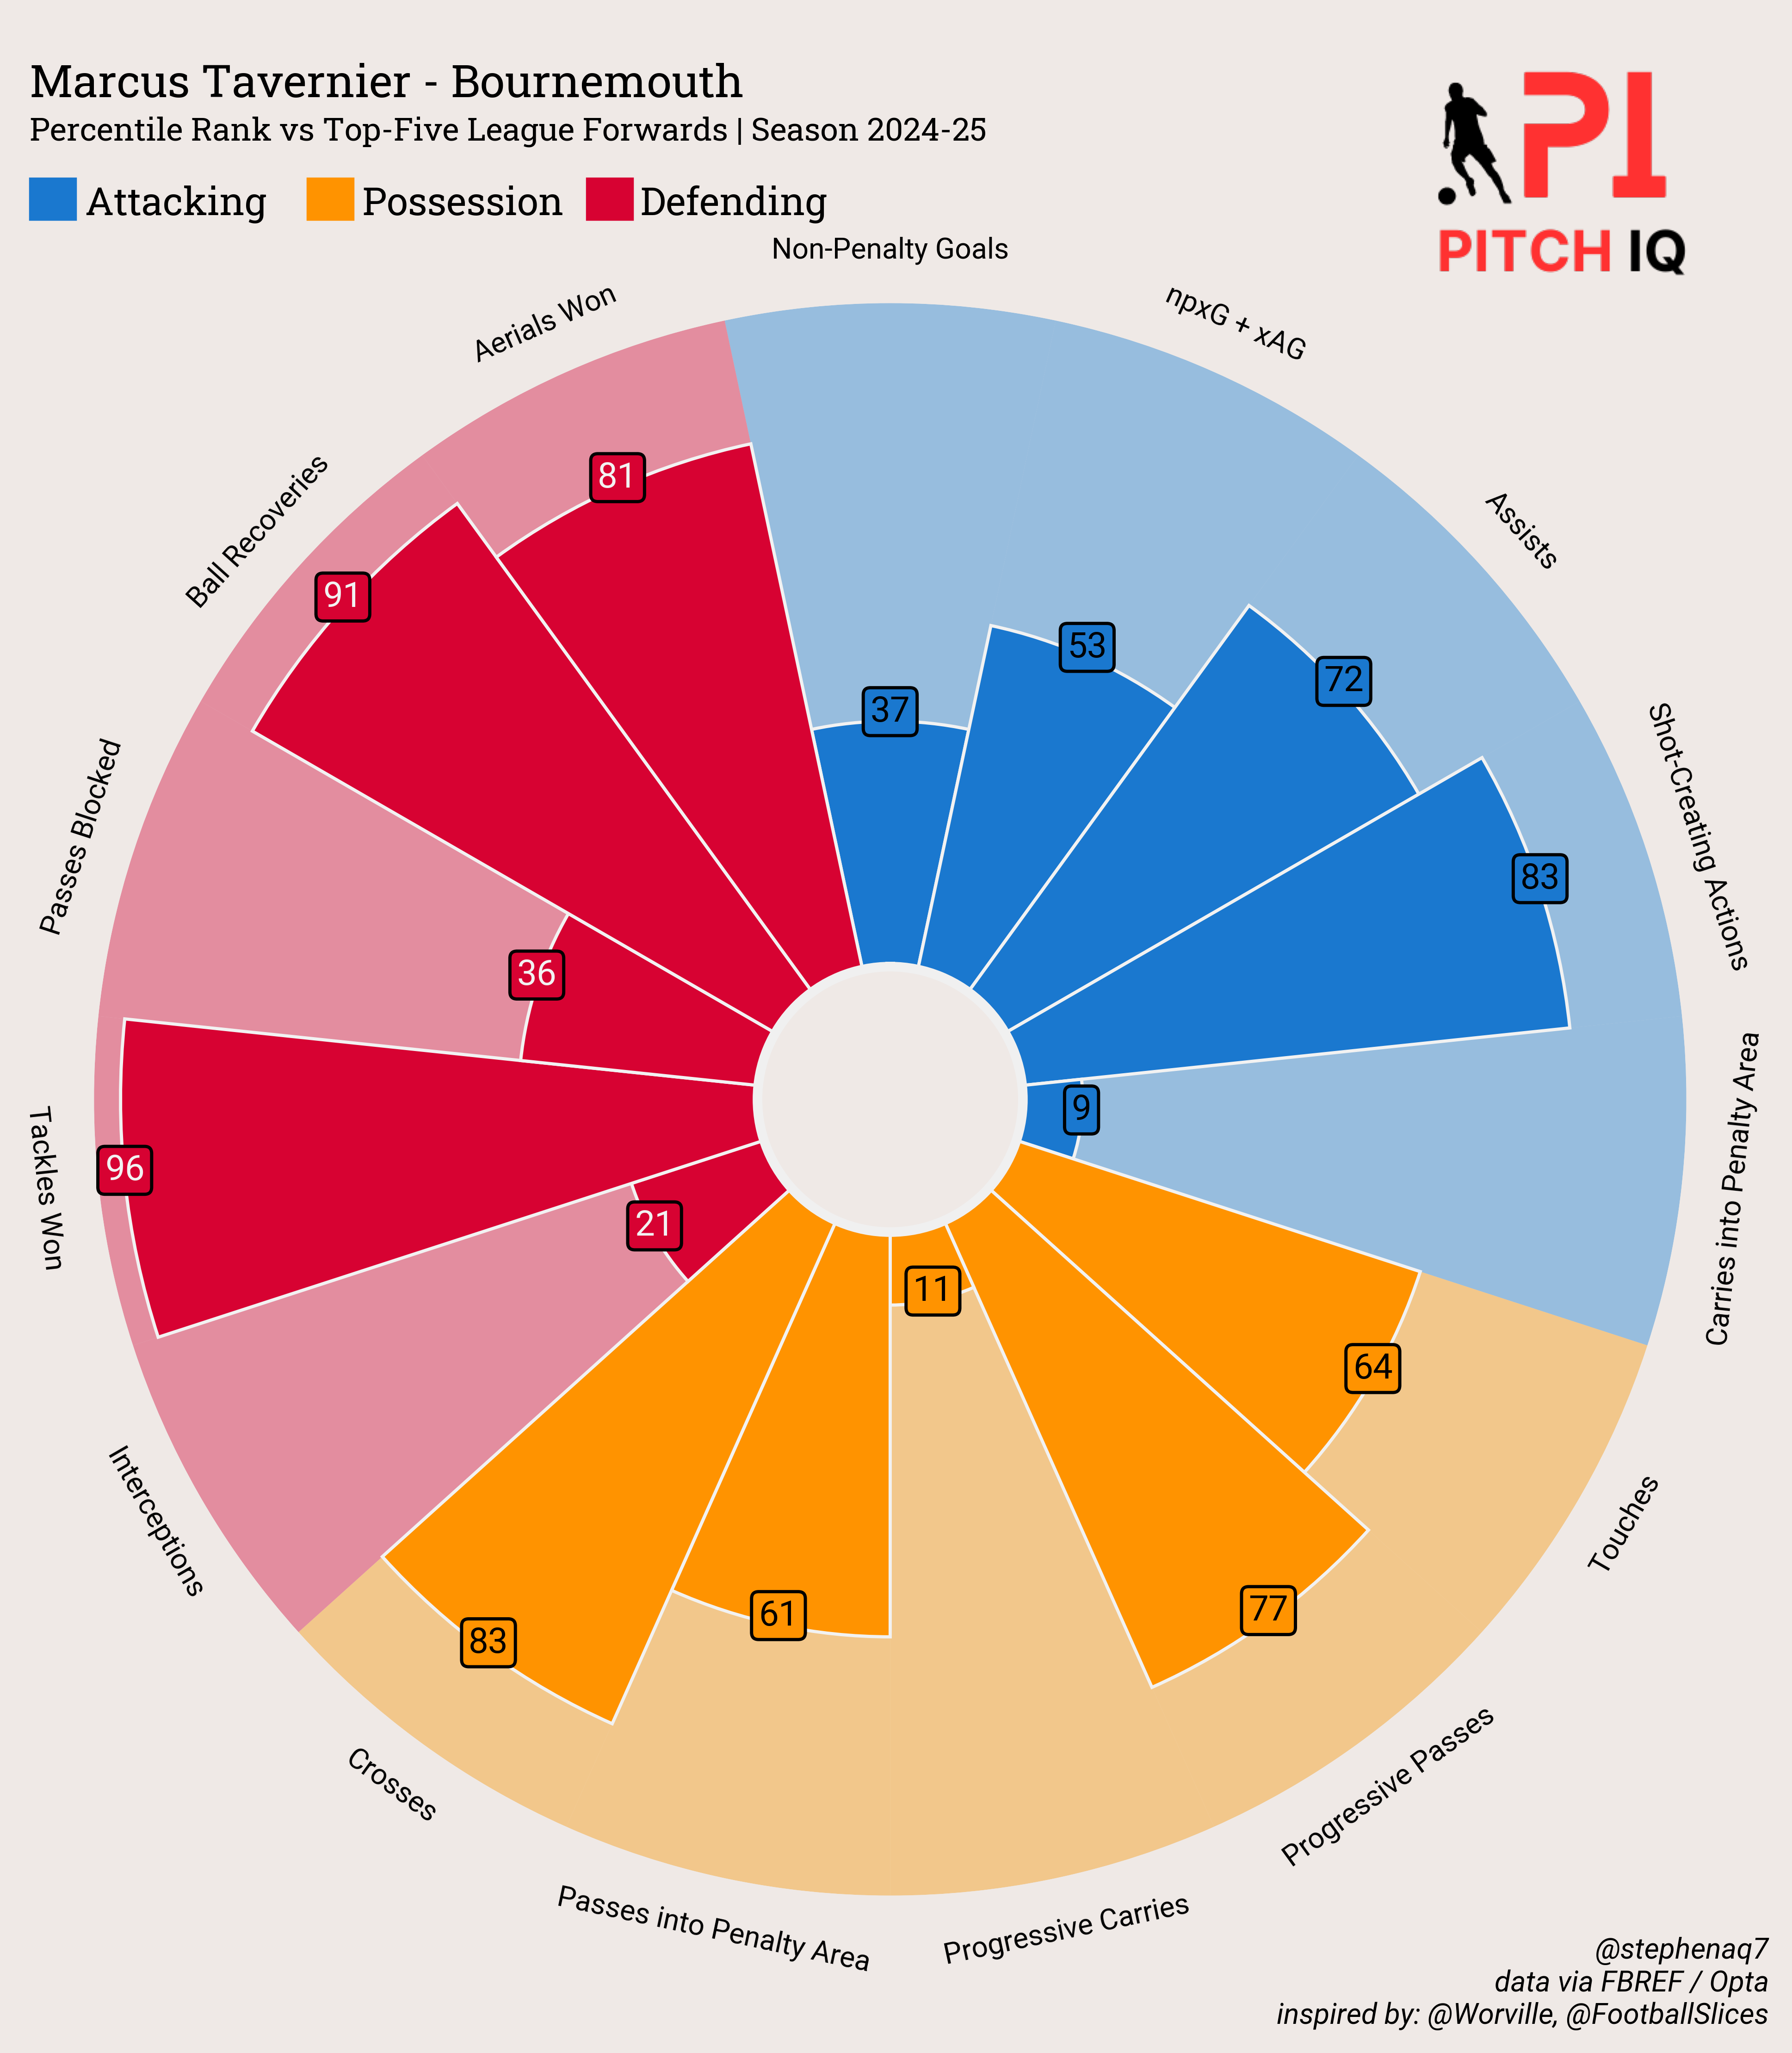 Marcus Tavernier - Bournemouth
Percentile Rank vs Top-Five League Forwards | Season 2024-25
Attacking
Possession
Defending
PI
PITCH IQ
Non-Penalty Goals
37
npxG + xAG
53
Assists
72
Shot-Creating Actions
83
Carries into Penalty Area
9
Touches
64
Progressive Passes
77
Progressive Carries
11
Passes into Penalty Area
61
Crosses
83
Interceptions
21
Tackles Won
96
Passes Blocked
36
Ball Recoveries
91
Aerials Won
81
@stephenaq7
data via FBREF / Opta
inspired by: @Worville, @FootballSlices